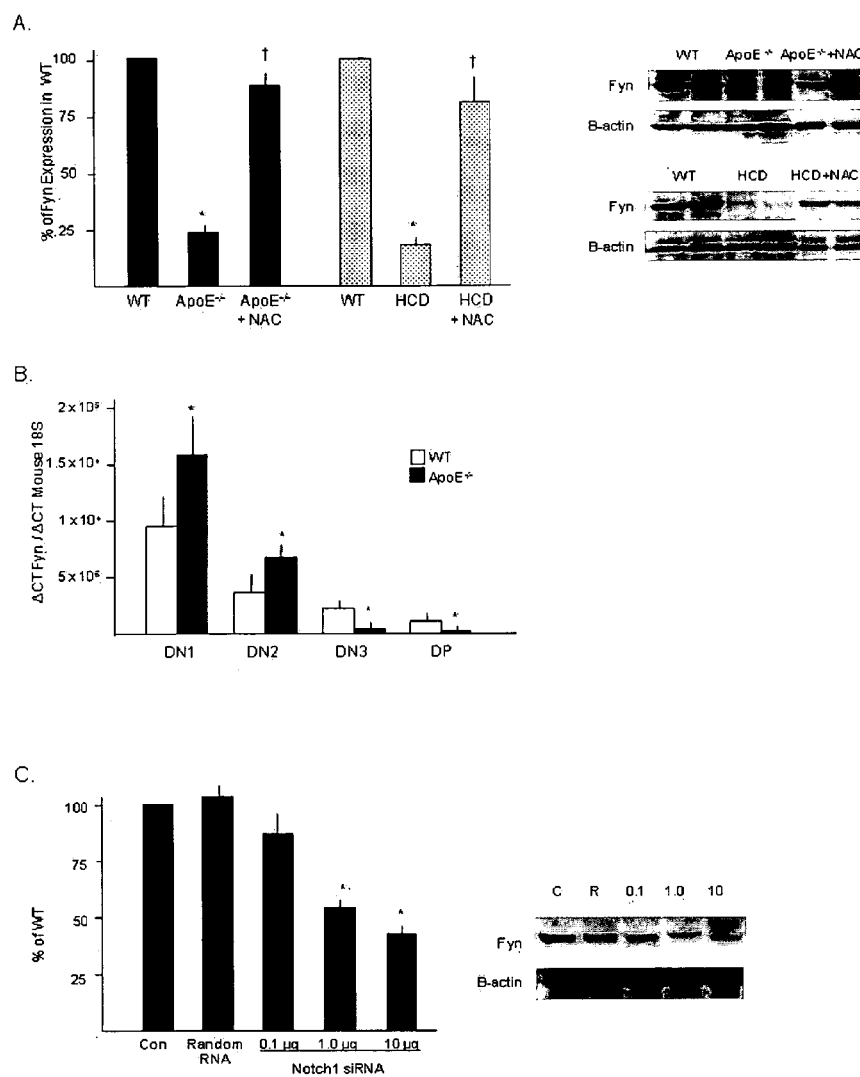 A.
% of Fyn Expression in WT
100
75
50
25
*
†
*
†
WT
ApoE-/-
ApoE-/- + NAC
WT
HCD
HCD + NAC
WT ApoE-/- ApoE-/-+NAC
Fyn
B-actin
WT HCD HCD+NAC
Fyn
B-actin
B.
ΔCT Fyn / ΔCT Mouse 18S
1 x 10
5 x 10
*
*
*
*
WT
ApoE-/-
DN1 DN2 DN3 DP
C.
% of WT
100
75
50
25
*
*
Con
Random RNA
0.1 µg 1.0 µg 10 µg
Notch1 siRNA
C R 0.1 1.0 10
Fyn
B-actin